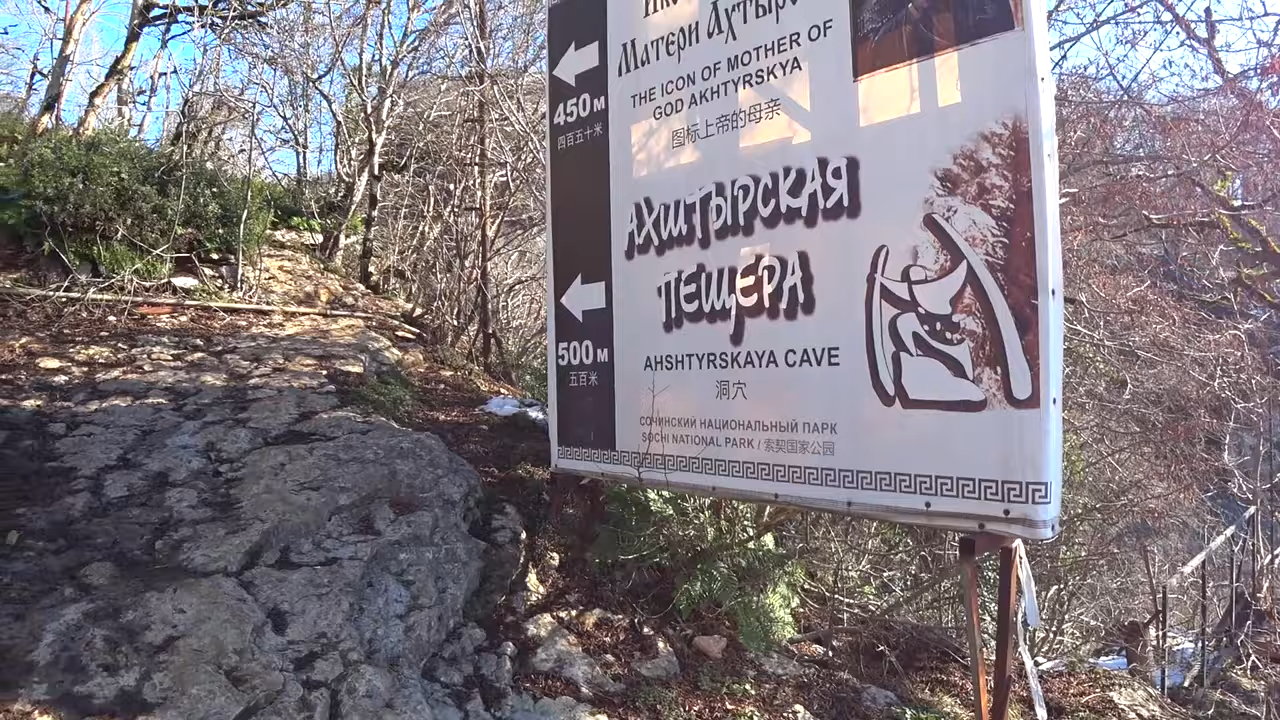 Матери Ахтыр
THE ICON OF MOTHER OF
GOD AKHTYRSKYA
图标上帝的母亲
450м
四百五十米
АХШТЫРСКАЯ
ПЕЩЕРА
AHSHTYRSKAYA CAVE
洞穴
500м
五百米
СОЧИНСКИЙ НАЦИОНАЛЬНЫЙ ПАРК
SOCHI NATIONAL PARK / 索契国家公园